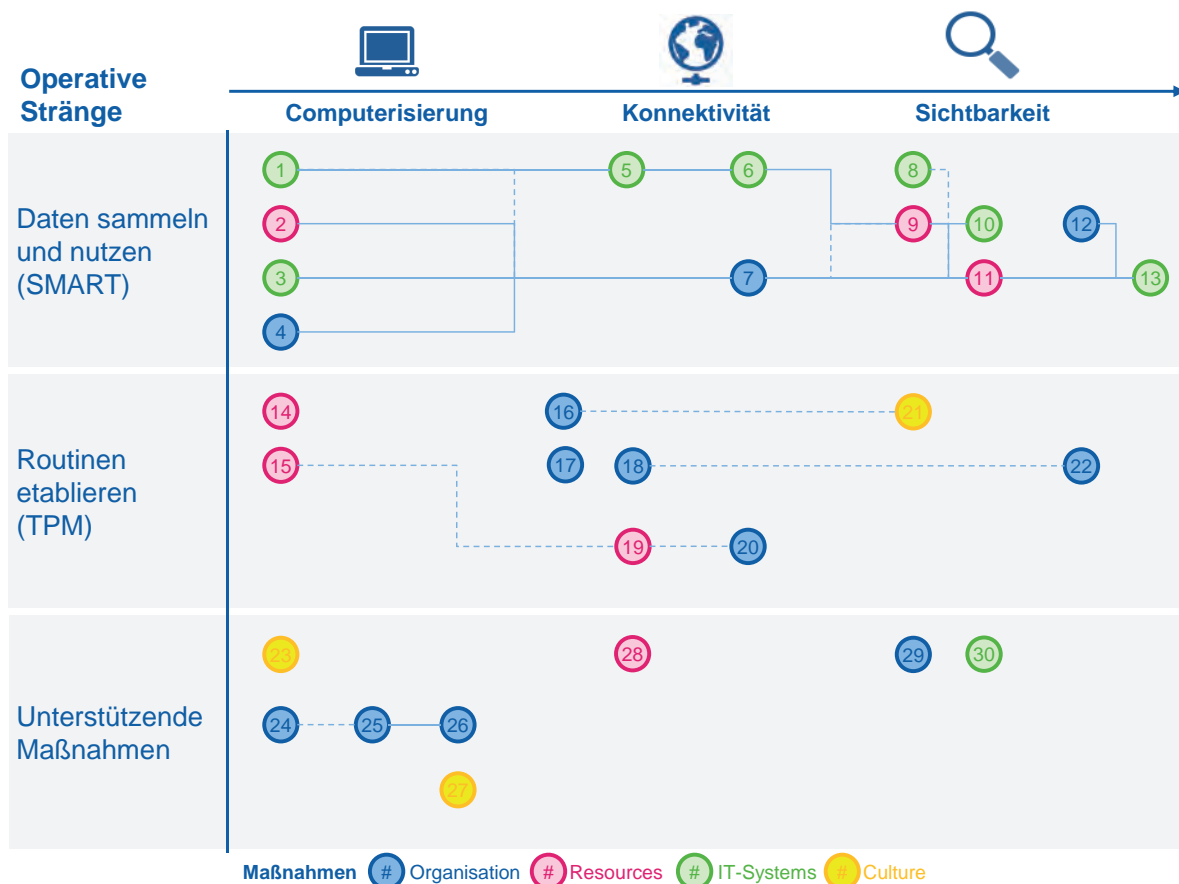 Operative
Stränge
Computerisierung
Konnektivität
Sichtbarkeit
Daten sammeln
und nutzen
(SMART)
1
5
6
8
2
9
10
12
3
7
11
13
4
Routinen
etablieren
(TPM)
14
16
21
15
17
18
22
19
20
Unterstützende
Maßnahmen
23
28
29
30
24
25
26
27
Maßnahmen # Organisation # Resources # IT-Systems # Culture